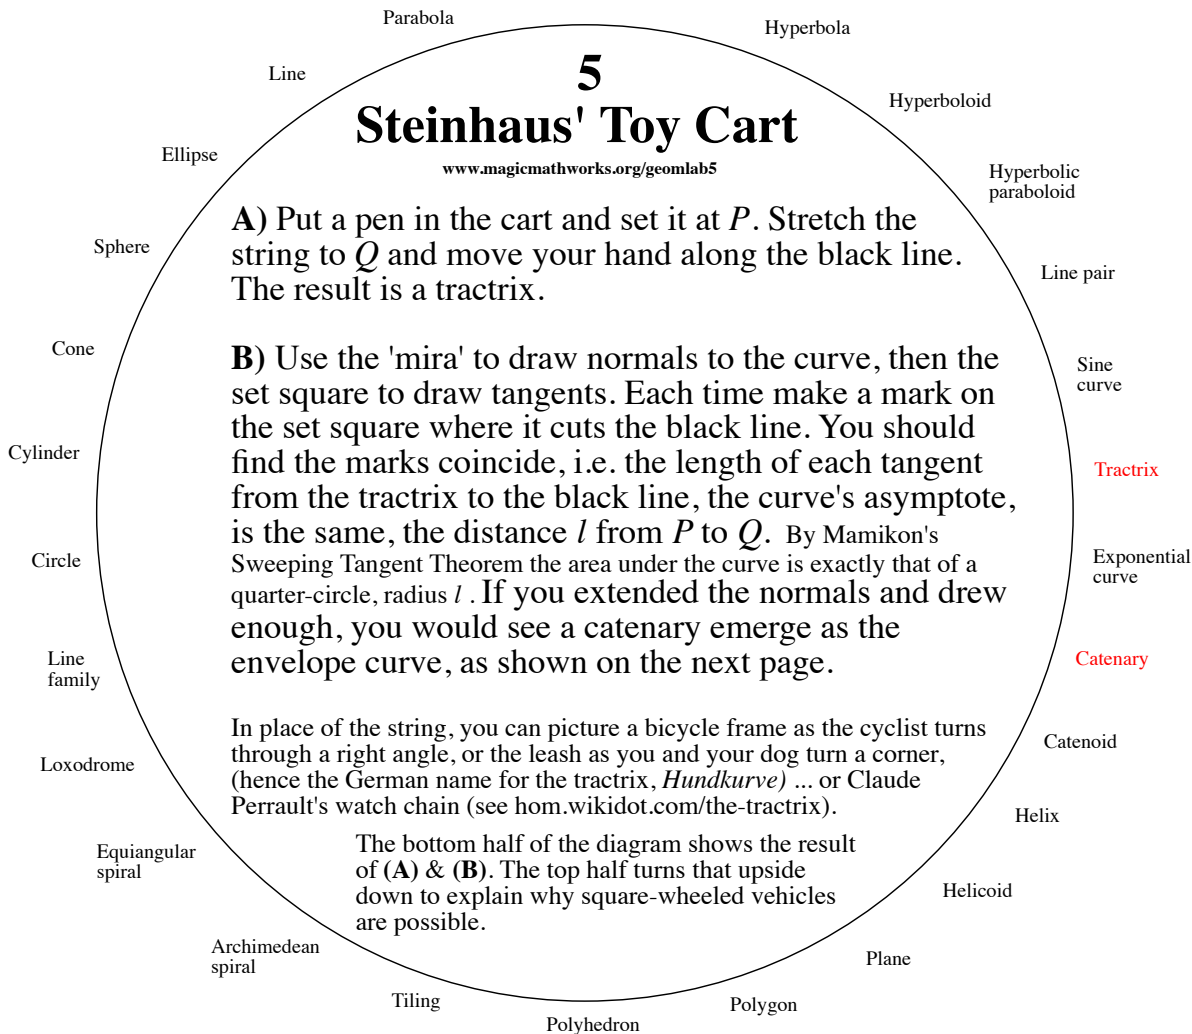 Parabola
Hyperbola
Line
Hyperboloid
Ellipse
Hyperbolic
paraboloid
Sphere
Line pair
Cone
Sine
curve
Cylinder
Tractrix
Circle
Exponential
curve
Line
family
Catenary
Loxodrome
Catenoid
Equiangular
spiral
Helix
Helicoid
Archimedean
spiral
Plane
Tiling
Polygon
Polyhedron
5
Steinhaus' Toy Cart
www.magicmathworks.org/geomlab5
A) Put a pen in the cart and set it at P. Stretch the
string to Q and move your hand along the black line.
The result is a tractrix.
B) Use the 'mira' to draw normals to the curve, then the
set square to draw tangents. Each time make a mark on
the set square where it cuts the black line. You should
find the marks coincide, i.e. the length of each tangent
from the tractrix to the black line, the curve's asymptote,
is the same, the distance l from P to Q. By Mamikon's
Sweeping Tangent Theorem the area under the curve is exactly that of a
quarter-circle, radius l . If you extended the normals and drew
enough, you would see a catenary emerge as the
envelope curve, as shown on the next page.
In place of the string, you can picture a bicycle frame as the cyclist turns
through a right angle, or the leash as you and your dog turn a corner,
(hence the German name for the tractrix, Hundkurve) ... or Claude
Perrault's watch chain (see hom.wikidot.com/the-tractrix).
The bottom half of the diagram shows the result
of (A) & (B). The top half turns that upside
down to explain why square-wheeled vehicles
are possible.